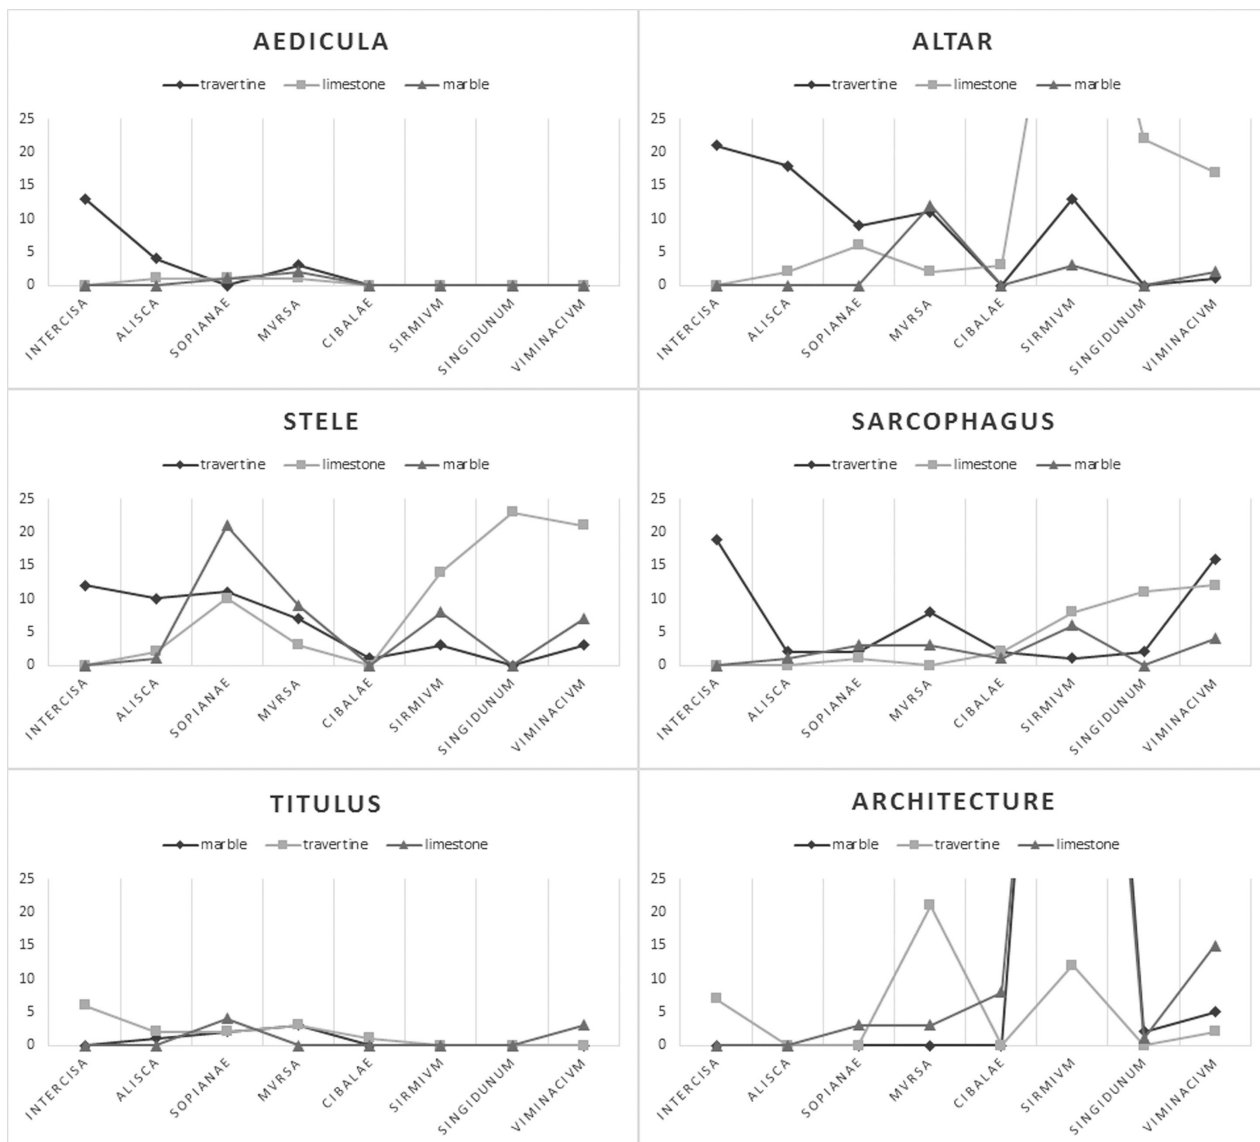 AEDICULA
travertine limestone marble
25
20
15
10
5
0
INTERCISA
ALISCA
SOPIANAE
MVRSA
CIBALAE
SIRMIVM
SINGIDUNUM
VIMINACIVM
ALTAR
travertine limestone marble
25
20
15
10
5
0
INTERCISA
ALISCA
SOPIANAE
MVRSA
CIBALAE
SIRMIVM
SINGIDUNUM
VIMINACIVM
STELE
travertine limestone marble
25
20
15
10
5
0
INTERCISA
ALISCA
SOPIANAE
MVRSA
CIBALAE
SIRMIVM
SINGIDUNUM
VIMINACIVM
SARCOPHAGUS
travertine limestone marble
25
20
15
10
5
0
INTERCISA
ALISCA
SOPIANAE
MVRSA
CIBALAE
SIRMIVM
SINGIDUNUM
VIMINACIVM
TITULUS
marble travertine limestone
25
20
15
10
5
0
INTERCISA
ALISCA
SOPIANAE
MVRSA
CIBALAE
SIRMIVM
SINGIDUNUM
VIMINACIVM
ARCHITECTURE
marble travertine limestone
25
20
15
10
5
0
INTERCISA
ALISCA
SOPIANAE
MVRSA
CIBALAE
SIRMIVM
SINGIDUNUM
VIMINACIVM